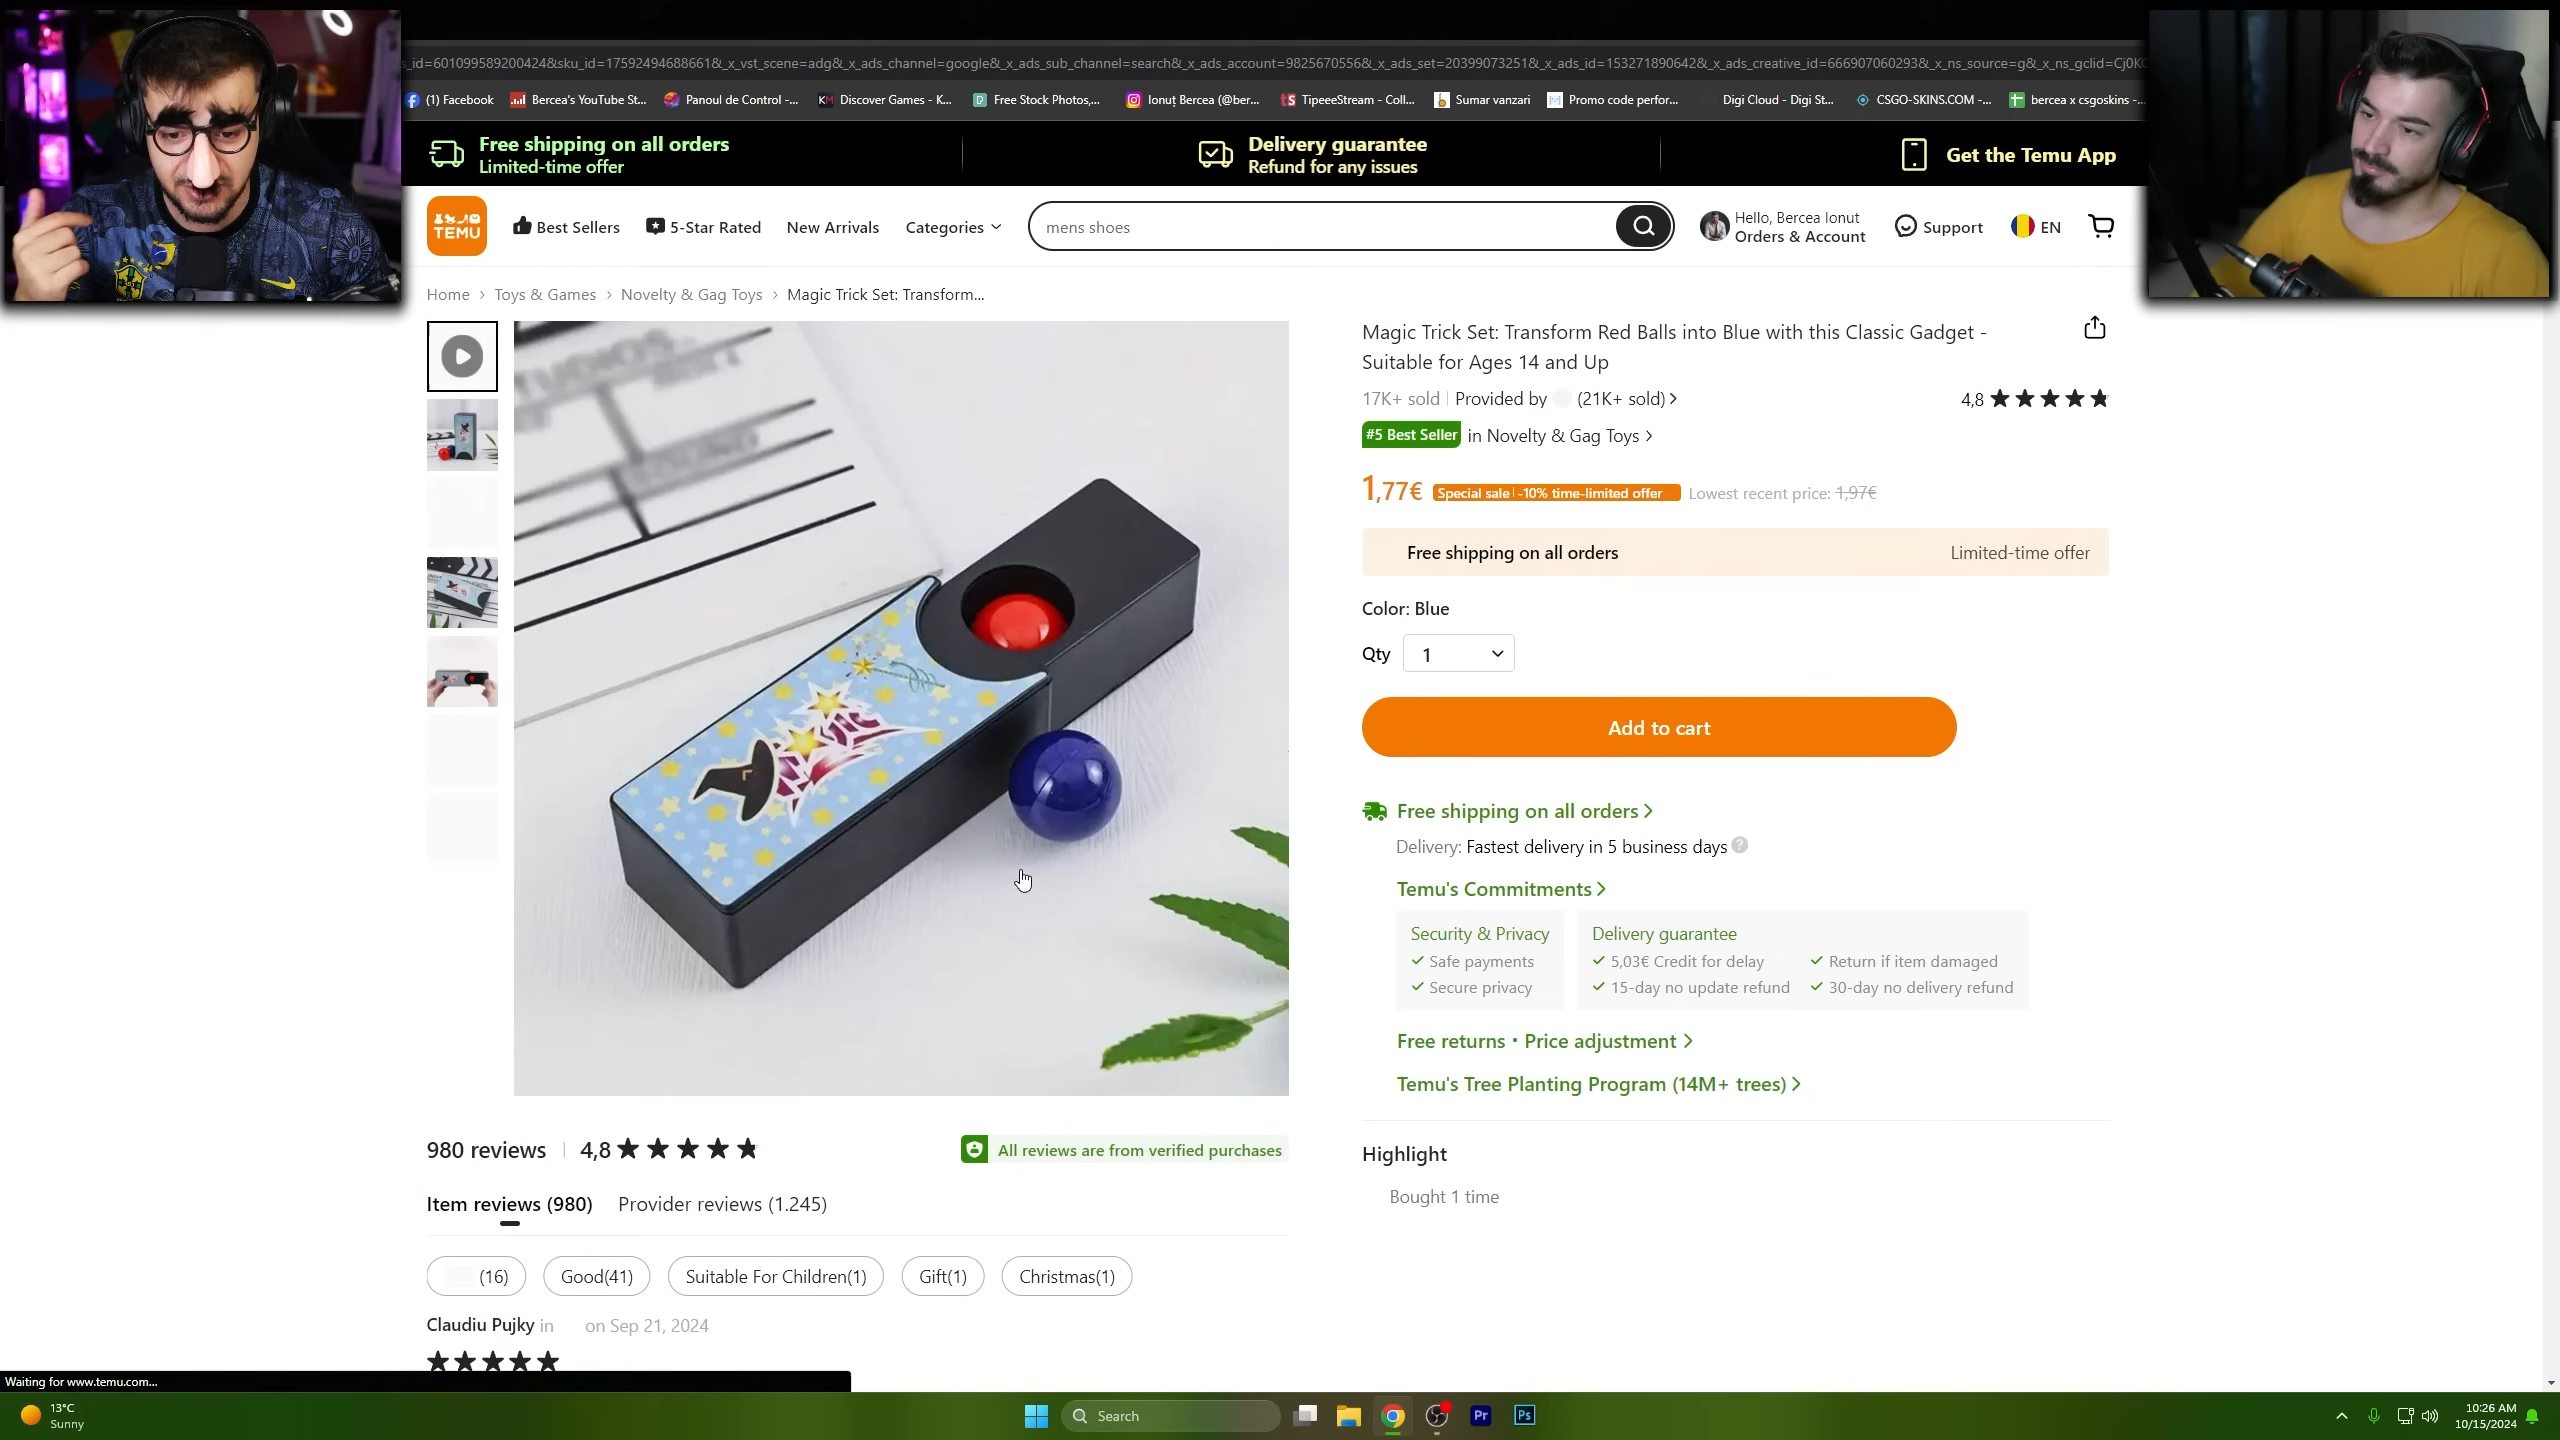 s_id=601099589200424&sku_id=17592494688661&_x_vst_scene=adg&_x_ads_channel=google&_x_ads_sub_channel=search&_x_ads_account=9825670556&_x_ads_set=20399073251&_x_ads_id=153271890642&_x_ads_creative_id=666907060293&_x_ns_source=g&_x_ns_gclid=Cj0K
(1) Facebook
Bercea's YouTube St...
Panoul de Control -...
KM Discover Games - K...
Free Stock Photos,...
Ionuț Bercea (@ber...
TipeeeStream - Coll...
Sumar vanzari
Promo code perfor...
Digi Cloud - Digi St...
CSGO-SKINS.COM -...
bercea x csgoskins -...
Free shipping on all orders
Limited-time offer
Delivery guarantee
Refund for any issues
Get the Temu App
TEMU
Best Sellers
5-Star Rated
New Arrivals
Categories
mens shoes
Hello, Bercea Ionut
Orders & Account
Support
EN
Home > Toys & Games > Novelty & Gag Toys > Magic Trick Set: Transform...
Magic Trick Set: Transform Red Balls into Blue with this Classic Gadget -
Suitable for Ages 14 and Up
17K+ sold | Provided by (21K+ sold) >
4,8
#5 Best Seller in Novelty & Gag Toys >
1,77€ Special sale | -10% time-limited offer Lowest recent price: 1,97€
Free shipping on all orders
Limited-time offer
Color: Blue
Qty 1
Add to cart
Free shipping on all orders >
Delivery: Fastest delivery in 5 business days ?
Temu's Commitments >
Security & Privacy
✓ Safe payments
✓ Secure privacy
Delivery guarantee
✓ 5,03€ Credit for delay
✓ Return if item damaged
✓ 15-day no update refund
✓ 30-day no delivery refund
Free returns • Price adjustment >
Temu's Tree Planting Program (14M+ trees) >
Highlight
Bought 1 time
MAGIC
980 reviews | 4,8
All reviews are from verified purchases
Item reviews (980)
Provider reviews (1.245)
(16)
Good(41)
Suitable For Children(1)
Gift(1)
Christmas(1)
Claudiu Pujky in on Sep 21, 2024
Waiting for www.temu.com...
13°C
Sunny
Search
Pr
Ps
10:26 AM
10/15/2024